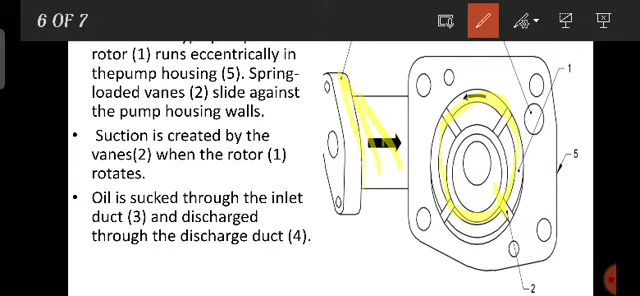 6 OF 7
rotor (1) runs eccentrically in
thepump housing (5). Spring-
loaded vanes (2) slide against
the pump housing walls.
• Suction is created by the
vanes(2) when the rotor (1)
rotates.
• Oil is sucked through the inlet
duct (3) and discharged
through the discharge duct (4).
1
5
2